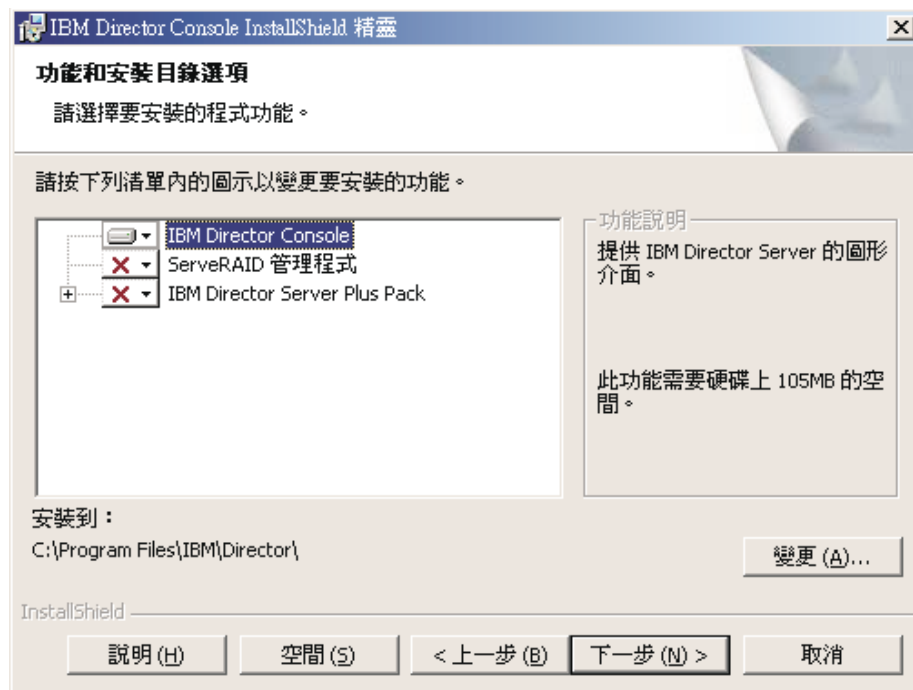 IBM Director Console InstallShield 精靈
功能和安裝目錄選項
請選擇要安裝的程式功能。
請按下列清單內的圖示以變更要安裝的功能。
IBM Director Console
ServeRAID 管理程式
IBM Director Server Plus Pack
功能說明
提供 IBM Director Server 的圖形
介面。
此功能需要硬碟上 105MB 的空
間。
安裝到：
C:\Program Files\IBM\Director\
變更(A)...
InstallShield
說明(H)
空間(S)
< 上一步(B)
下一步(N) >
取消